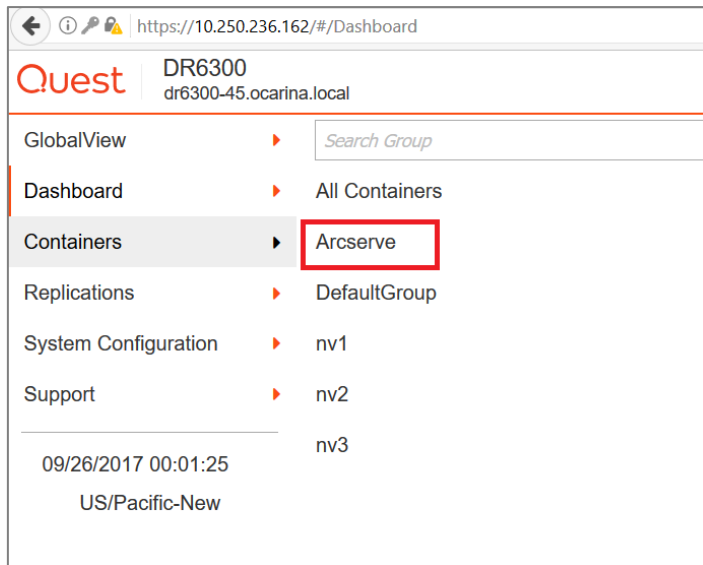 https://10.250.236.162/#/Dashboard
Quest
DR6300
dr6300-45.ocarina.local
GlobalView
Search Group
Dashboard
All Containers
Containers
Arcserve
Replications
DefaultGroup
System Configuration
nv1
Support
nv2
nv3
09/26/2017 00:01:25
US/Pacific-New